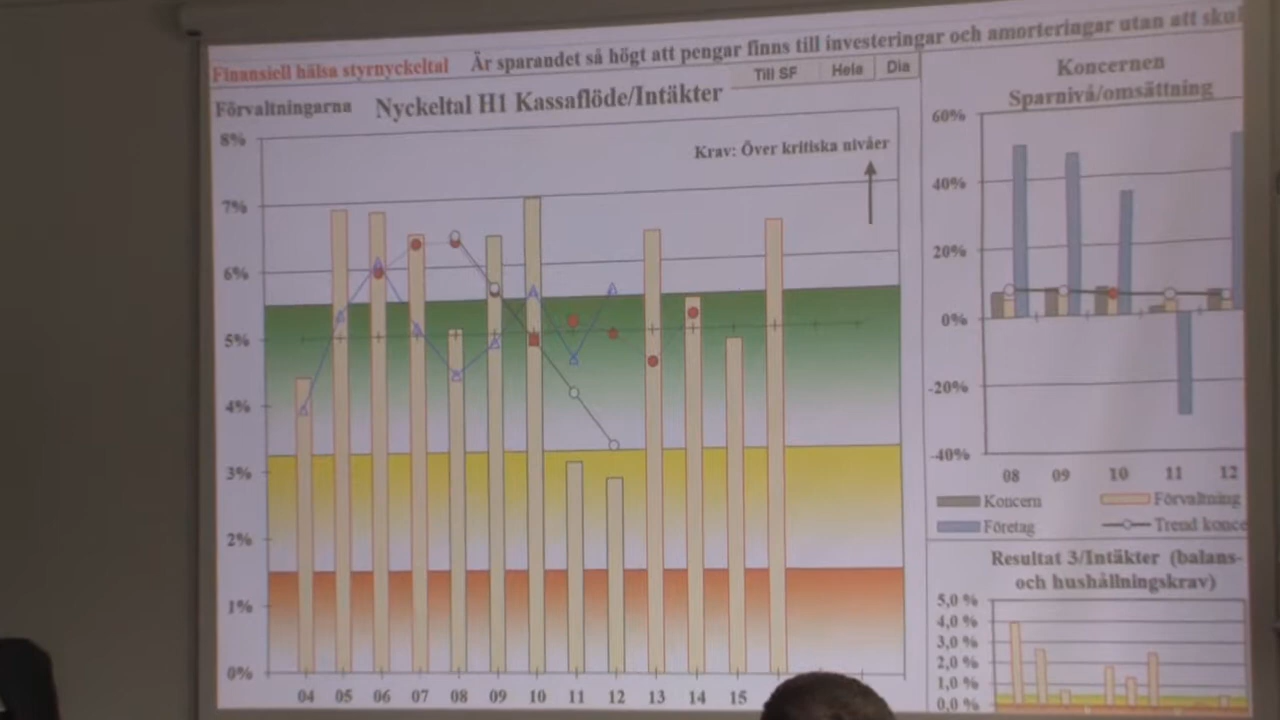 Finansiell hälsa styrnyckeltal Är sparandet så högt att pengar finns till investeringar och amorteringar utan att
Till SF Hela Dia
Förvaltningarna Nyckeltal H1 Kassaflöde/Intäkter
Krav: Över kritiska nivåer
8%
7%
6%
5%
4%
3%
2%
1%
0%
04 05 06 07 08 09 10 11 12 13 14 15
Koncernen
Sparnivå/omsättning
60%
40%
20%
0%
-20%
-40%
08 09 10 11 12
Koncern Förvaltning
Företag Trend konce
Resultat 3/Intäkter (balans-
och hushållningskrav)
5,0 %
4,0 %
3,0 %
2,0 %
1,0 %
0,0 %